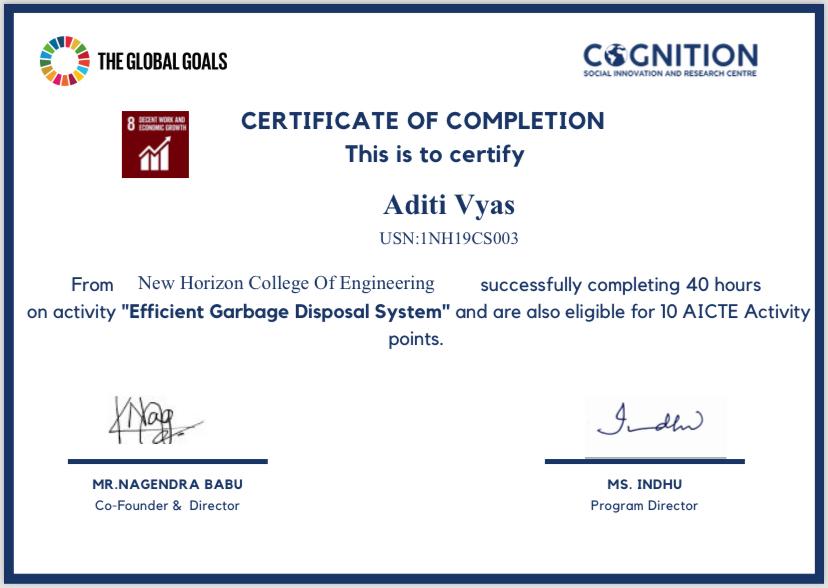 THE GLOBAL GOALS
COGNITION
SOCIAL INNOVATION AND RESEARCH CENTRE
8 DECENT WORK AND
ECONOMIC GROWTH
CERTIFICATE OF COMPLETION
This is to certify
Aditi Vyas
USN:1NH19CS003
From New Horizon College Of Engineering successfully completing 40 hours
on activity "Efficient Garbage Disposal System" and are also eligible for 10 AICTE Activity
points.
KNag
Indhu
MR.NAGENDRA BABU
Co-Founder & Director
MS. INDHU
Program Director